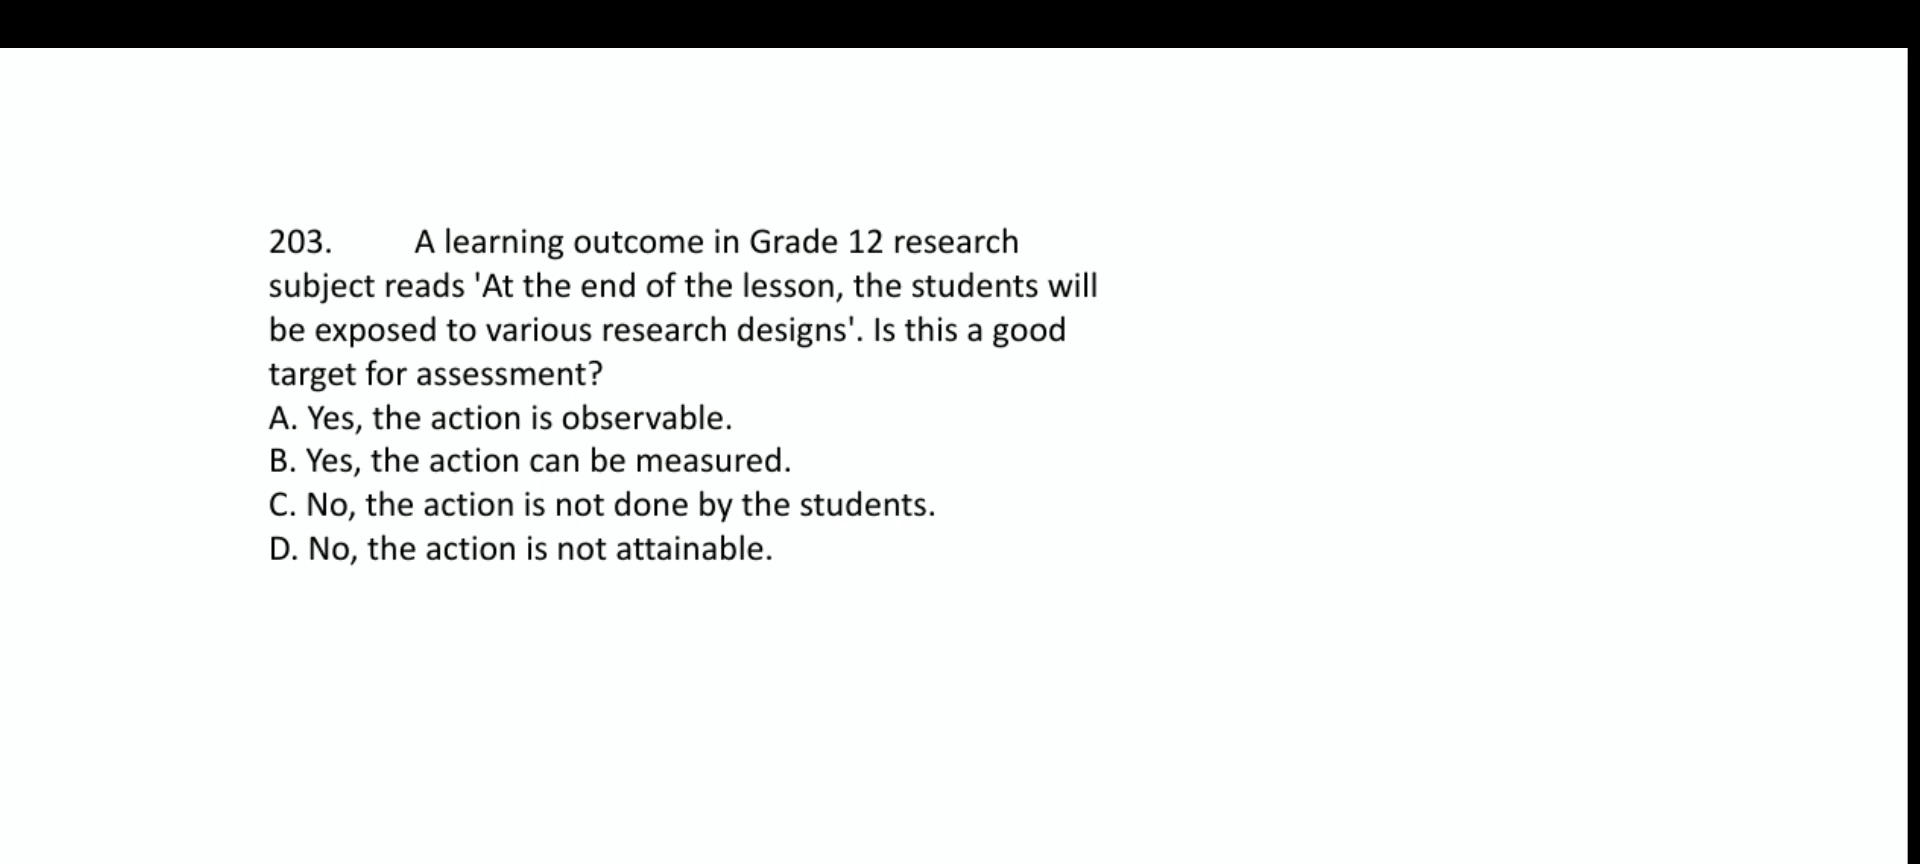 203. A learning outcome in Grade 12 research
subject reads 'At the end of the lesson, the students will
be exposed to various research designs'. Is this a good
target for assessment?
A. Yes, the action is observable.
B. Yes, the action can be measured.
C. No, the action is not done by the students.
D. No, the action is not attainable.